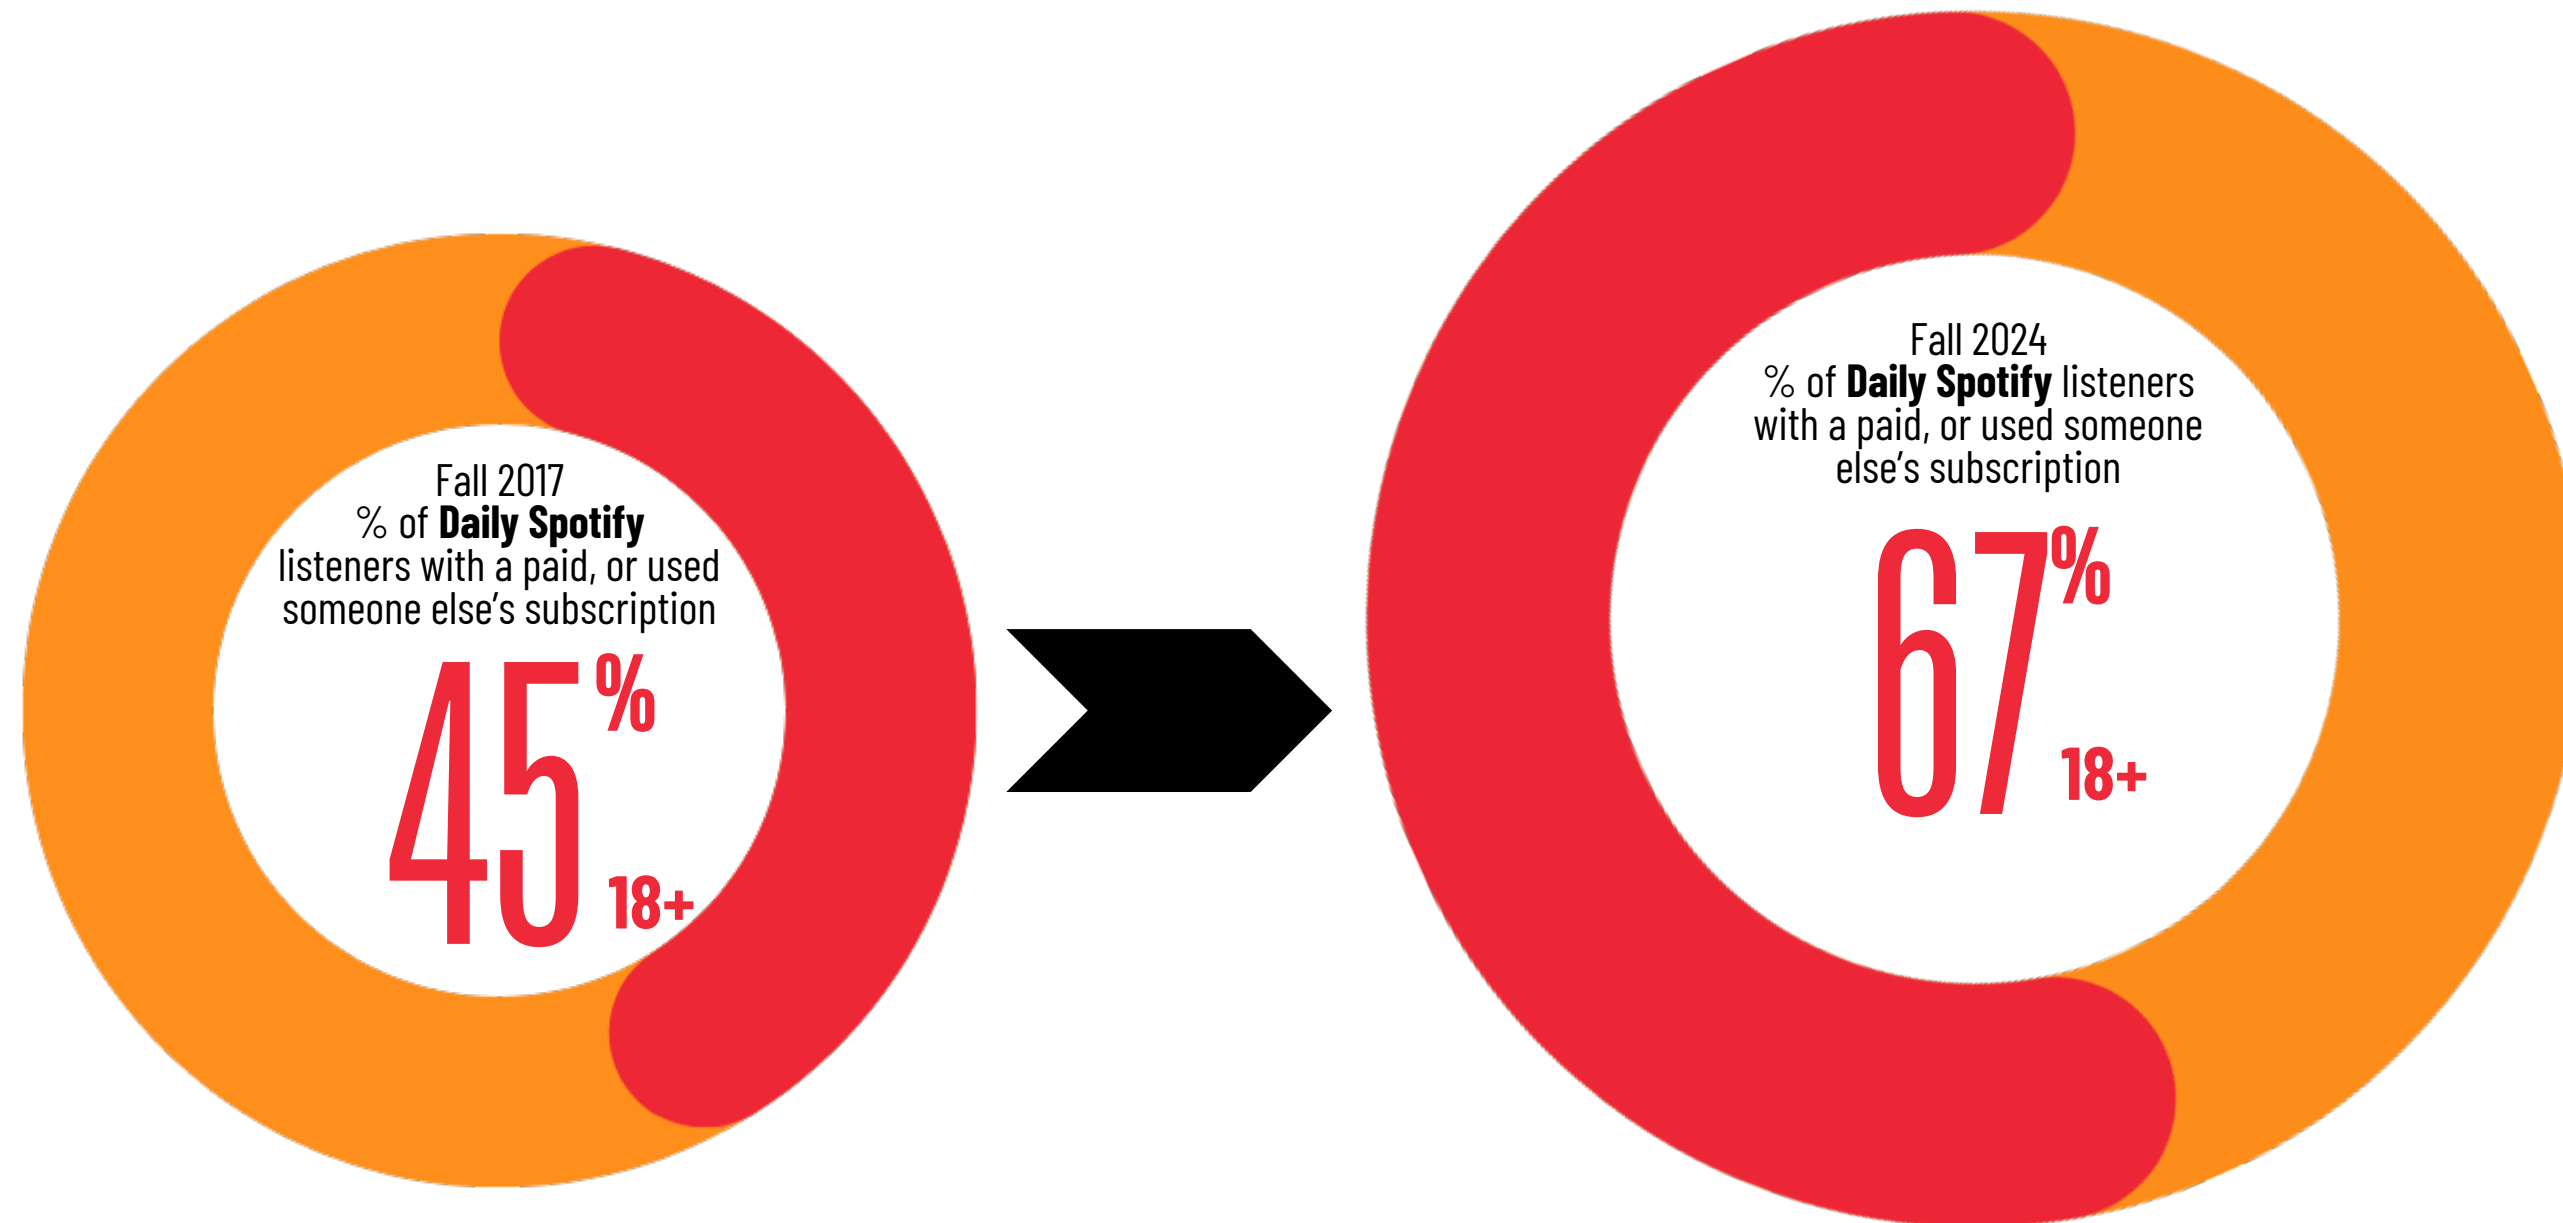 Fall 2017
% of Daily Spotify
listeners with a paid, or used
someone else's subscription
45%
18+
Fall 2024
% of Daily Spotify listeners
with a paid, or used someone
else's subscription
67%
18+